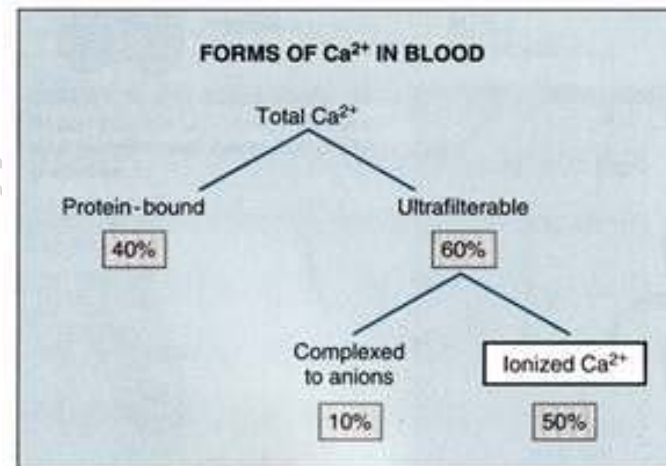 FORMS OF Ca²⁺ IN BLOOD
Total Ca²⁺
Protein-bound
Ultrafilterable
40%
60%
Complexed
to anions
Ionized Ca²⁺
10%
50%